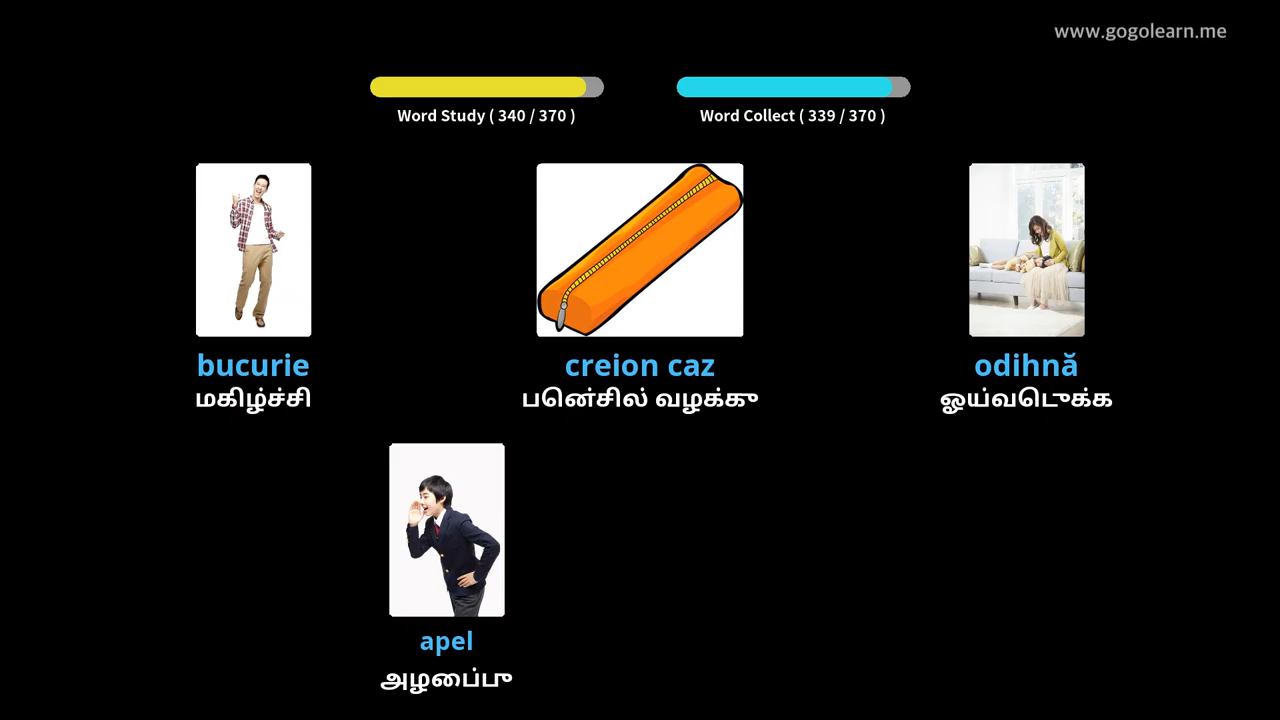 www.gogolearn.me
Word Study ( 340 / 370 )
Word Collect ( 339 / 370 )
bucurie
மகிழ்ச்சி
creion caz
பென்சில் வழக்கு
odihnă
ஓய்வெடுக்க
apel
அழைப்பு